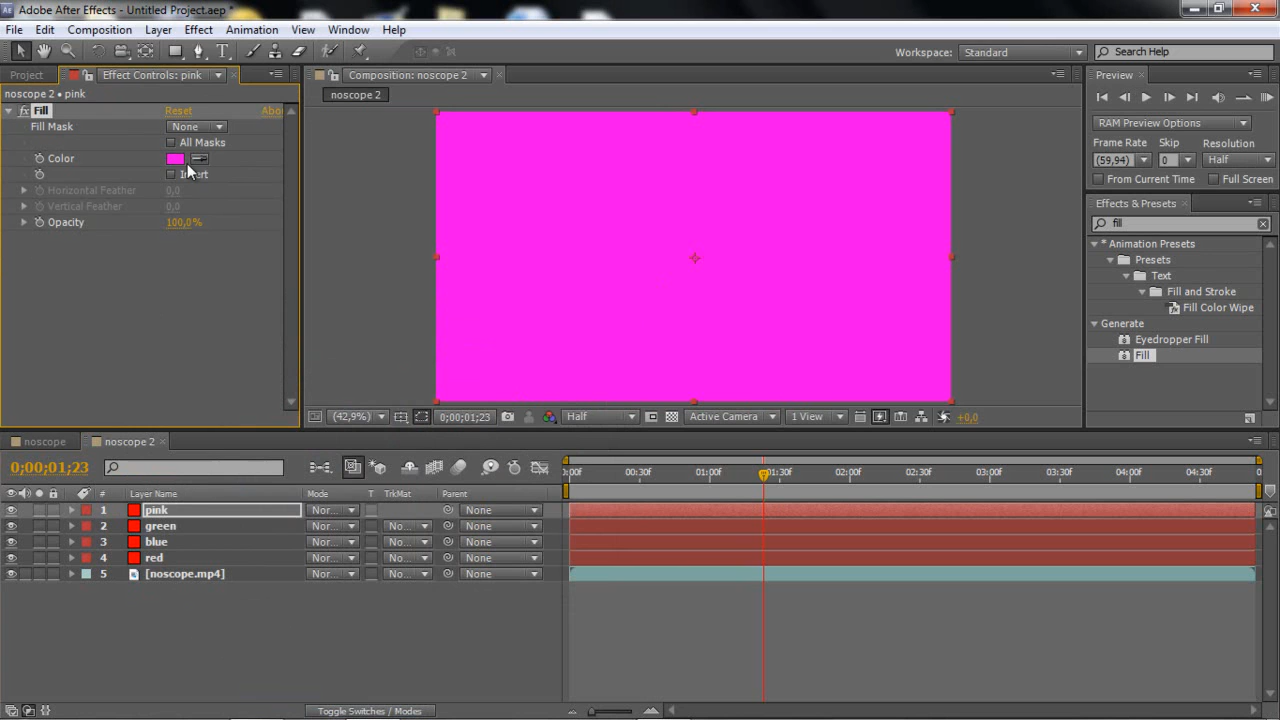 Adobe After Effects - Untitled Project.aep *
File Edit Composition Layer Effect Animation View Window Help
Workspace: Standard Search Help
Project Effect Controls: pink Composition: noscope 2 Preview
noscope 2 • pink noscope 2
fx Fill Reset Abo
Fill Mask None
All Masks
Color
Invert
Horizontal Feather 0,0
Vertical Feather 0,0
Opacity 100,0%
RAM Preview Options
Frame Rate Skip Resolution
(59,94) 0 Half
From Current Time Full Screen
Effects & Presets
fill
* Animation Presets
Presets
Text
Fill and Stroke
Fill Color Wipe
Generate
Eyedropper Fill
Fill
(42,9%) 0;00;01;23 Half Active Camera 1 View +0,0
noscope noscope 2
0;00;01;23
:00f 00:30f 01:00f 01:30f 02:00f 02:30f 03:00f 03:30f 04:00f 04:30f
# Layer Name Mode T TrkMat Parent
1 pink Nor... None
2 green Nor... No... None
3 blue Nor... No... None
4 red Nor... No... None
5 [noscope.mp4] Nor... No... None
Toggle Switches / Modes